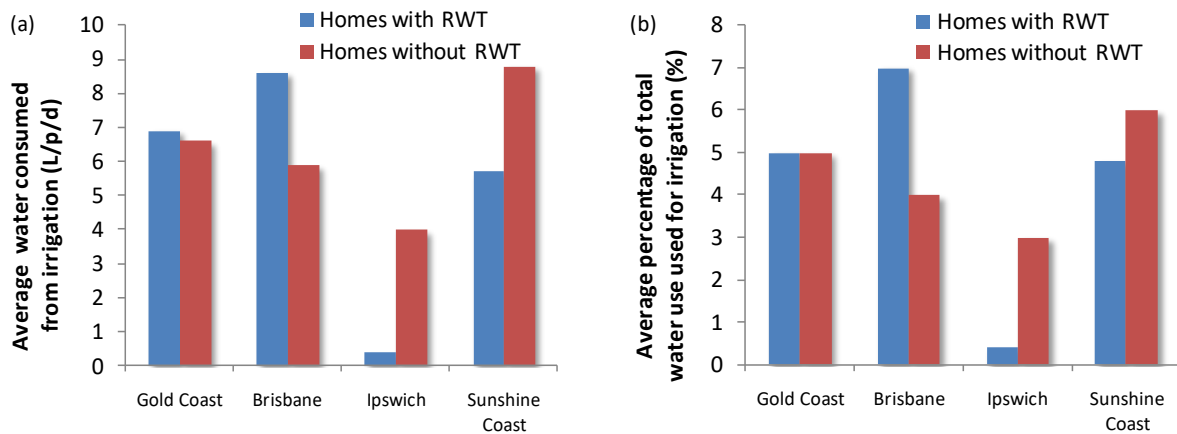 (a)
Average water consumed
from irrigation (L/p/d)
10
9
8
7
6
5
4
3
2
1
0
Homes with RWT
Homes without RWT
Gold Coast
Brisbane
Ipswich
Sunshine
Coast
(b)
Average percentage of total
water use used for irrigation (%)
8
7
6
5
4
3
2
1
0
Homes with RWT
Homes without RWT
Gold Coast
Brisbane
Ipswich
Sunshine
Coast